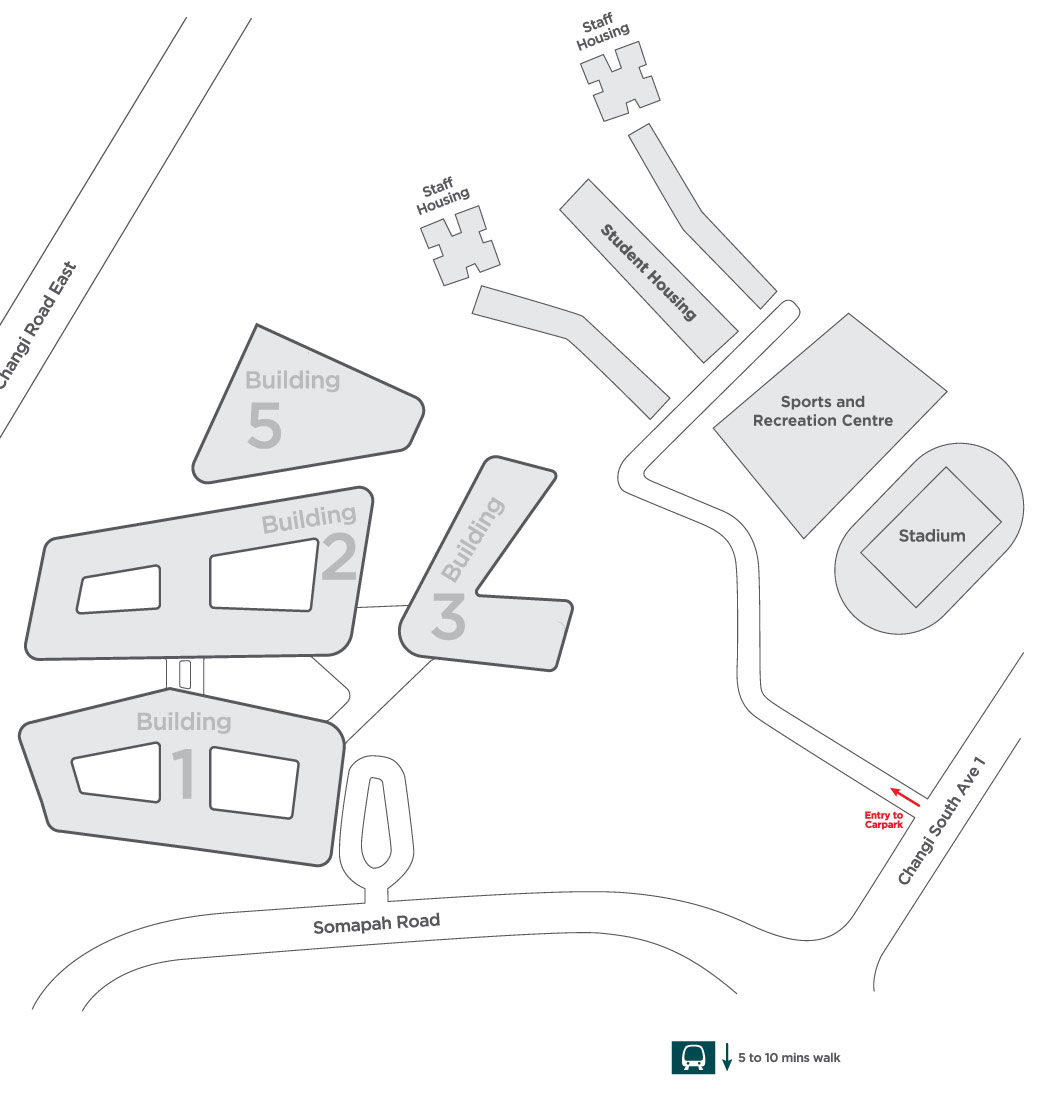 Staff
Housing
Staff
Housing
Student Housing
Changi Road East
Building
5
Sports and
Recreation Centre
Building
2
Building
3
Stadium
Building
1
Entry to
Carpark
Changi South Ave 1
Somapah Road
5 to 10 mins walk